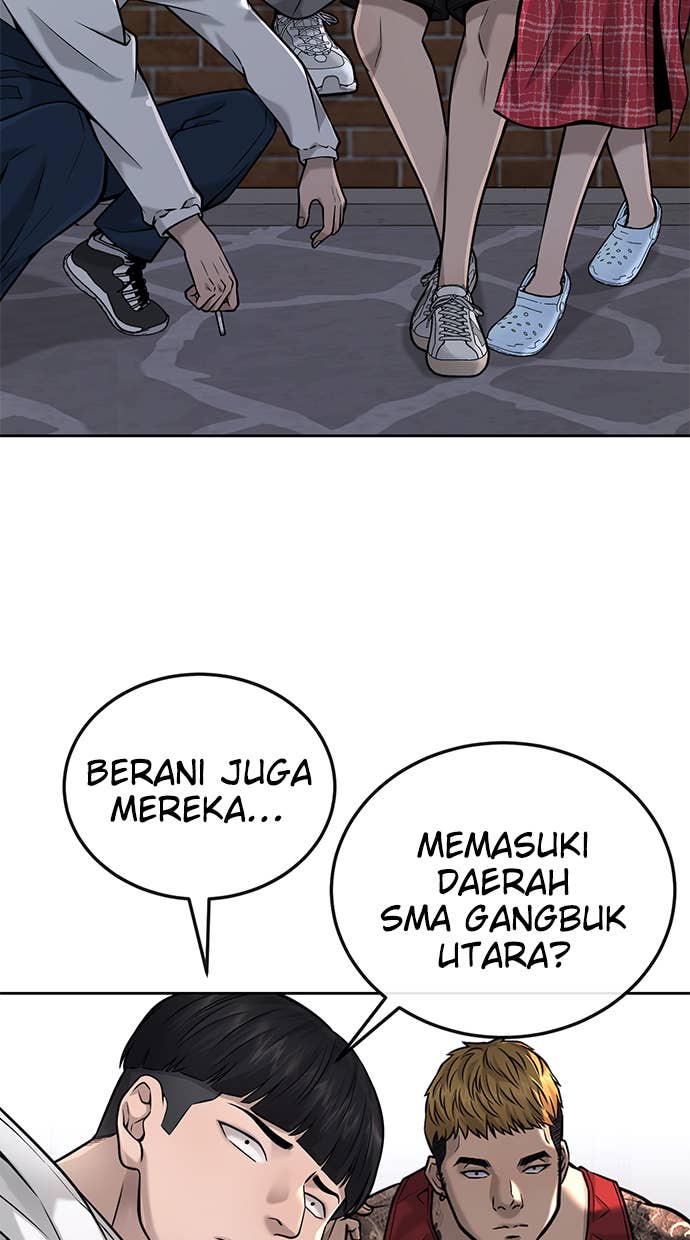 BERANI JUGA
MEREKA...
MEMASUKI
DAERAH
SMA GANGBUK
UTARA?